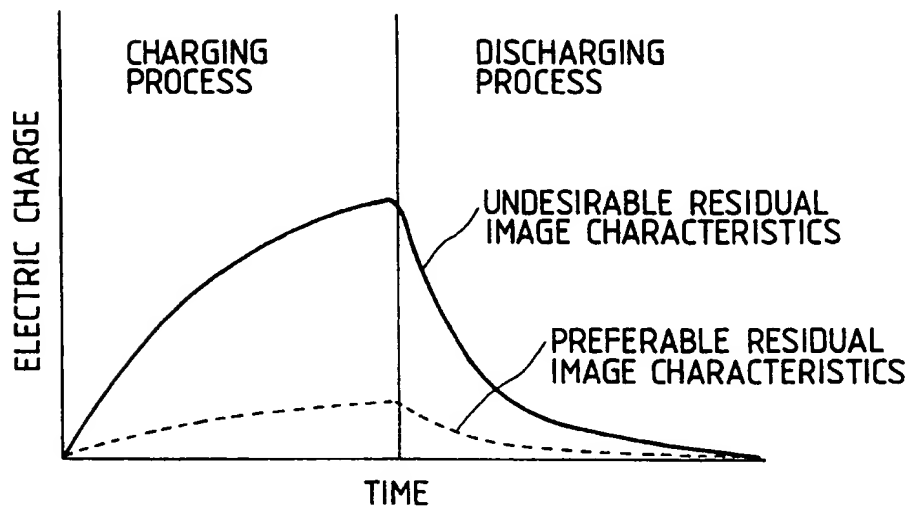 CHARGING
PROCESS
DISCHARGING
PROCESS
ELECTRIC CHARGE
UNDESIRABLE RESIDUAL
IMAGE CHARACTERISTICS
PREFERABLE RESIDUAL
IMAGE CHARACTERISTICS
TIME